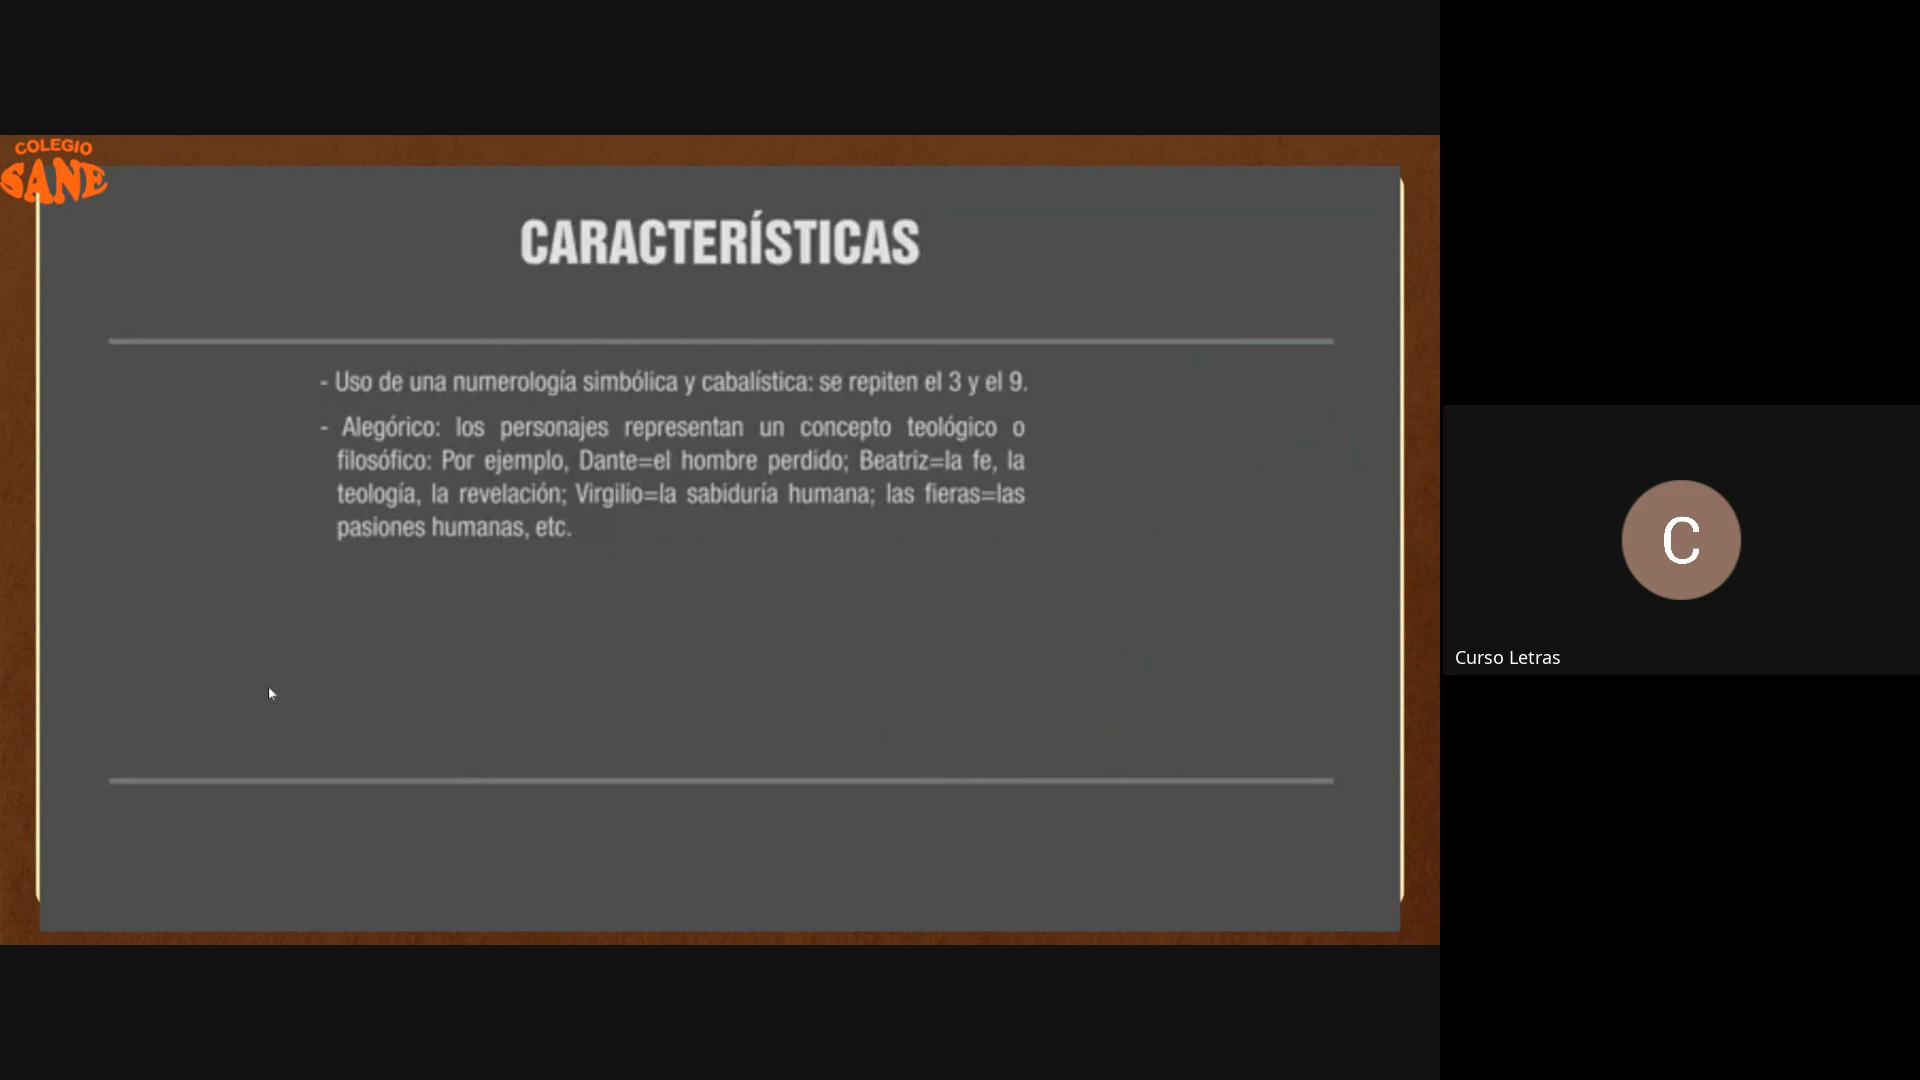 COLEGIO
SANE
CARACTERÍSTICAS
- Uso de una numerología simbólica y cabalística: se repiten el 3 y el 9.
- Alegórico: los personajes representan un concepto teológico o
filosófico: Por ejemplo, Dante=el hombre perdido; Beatriz=la fe, la
teología, la revelación; Virgilio=la sabiduría humana; las fieras=las
pasiones humanas, etc.
C
Curso Letras